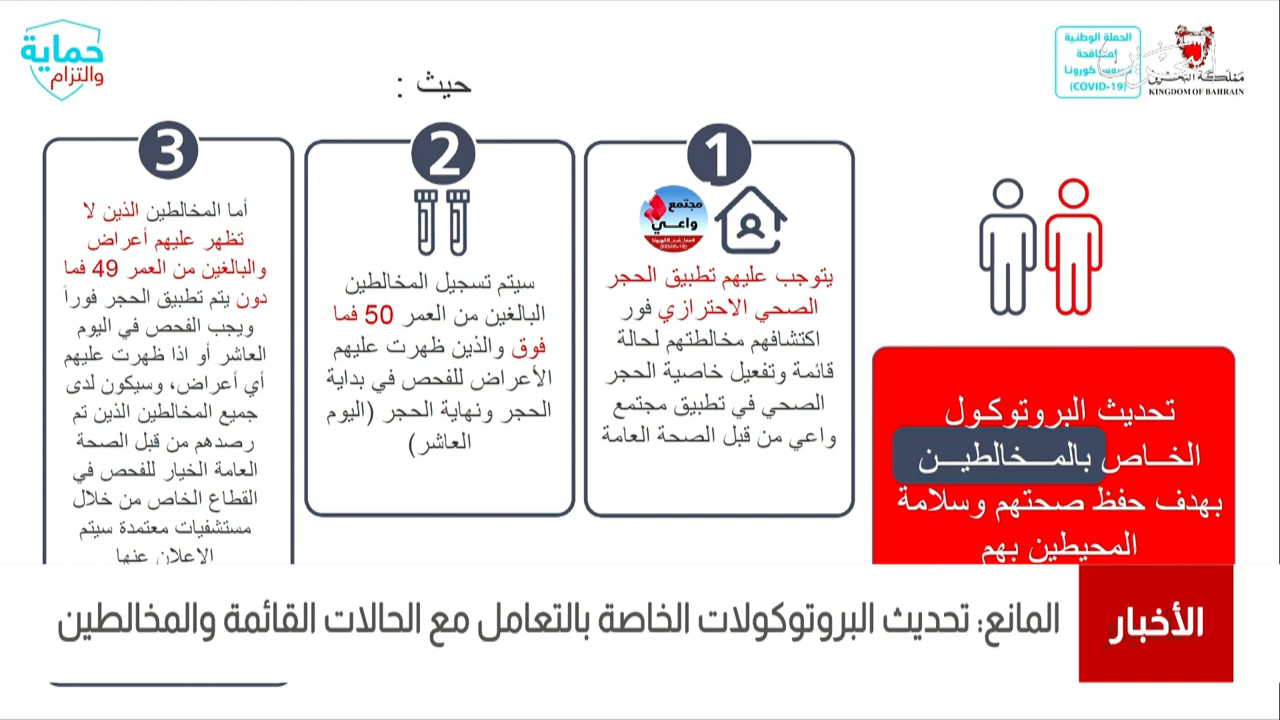 حماية
والتزام
الحملة الوطنية
لمكافحة
كورونا
(COVID-19)
مملكة البحرين
KINGDOM OF BAHRAIN
حيث :
تحديث البروتوكول
الخاص بالمخالطين
بهدف حفظ صحتهم وسلامة
المحيطين بهم
1
مجتمع
واعي
(COVID-19)
يتوجب عليهم تطبيق الحجر
الصحي الاحترازي فور
اكتشافهم مخالطتهم لحالة
قائمة وتفعيل خاصية الحجر
الصحي في تطبيق مجتمع
واعي من قبل الصحة العامة
2
سيتم تسجيل المخالطين
البالغين من العمر 50 فما
فوق والذين ظهرت عليهم
الأعراض للفحص في بداية
الحجر ونهاية الحجر (اليوم
العاشر)
3
أما المخالطين الذين لا
تظهر عليهم أعراض
والبالغين من العمر 49 فما
دون يتم تطبيق الحجر فوراً
ويجب الفحص في اليوم
العاشر أو اذا ظهرت عليهم
أي أعراض، وسيكون لدى
جميع المخالطين الذين تم
رصدهم من قبل الصحة
العامة الخيار للفحص في
القطاع الخاص من خلال
مستشفيات معتمدة سيتم
الإعلان عنها
الأخبار
المانع: تحديث البروتوكولات الخاصة بالتعامل مع الحالات القائمة والمخالطين